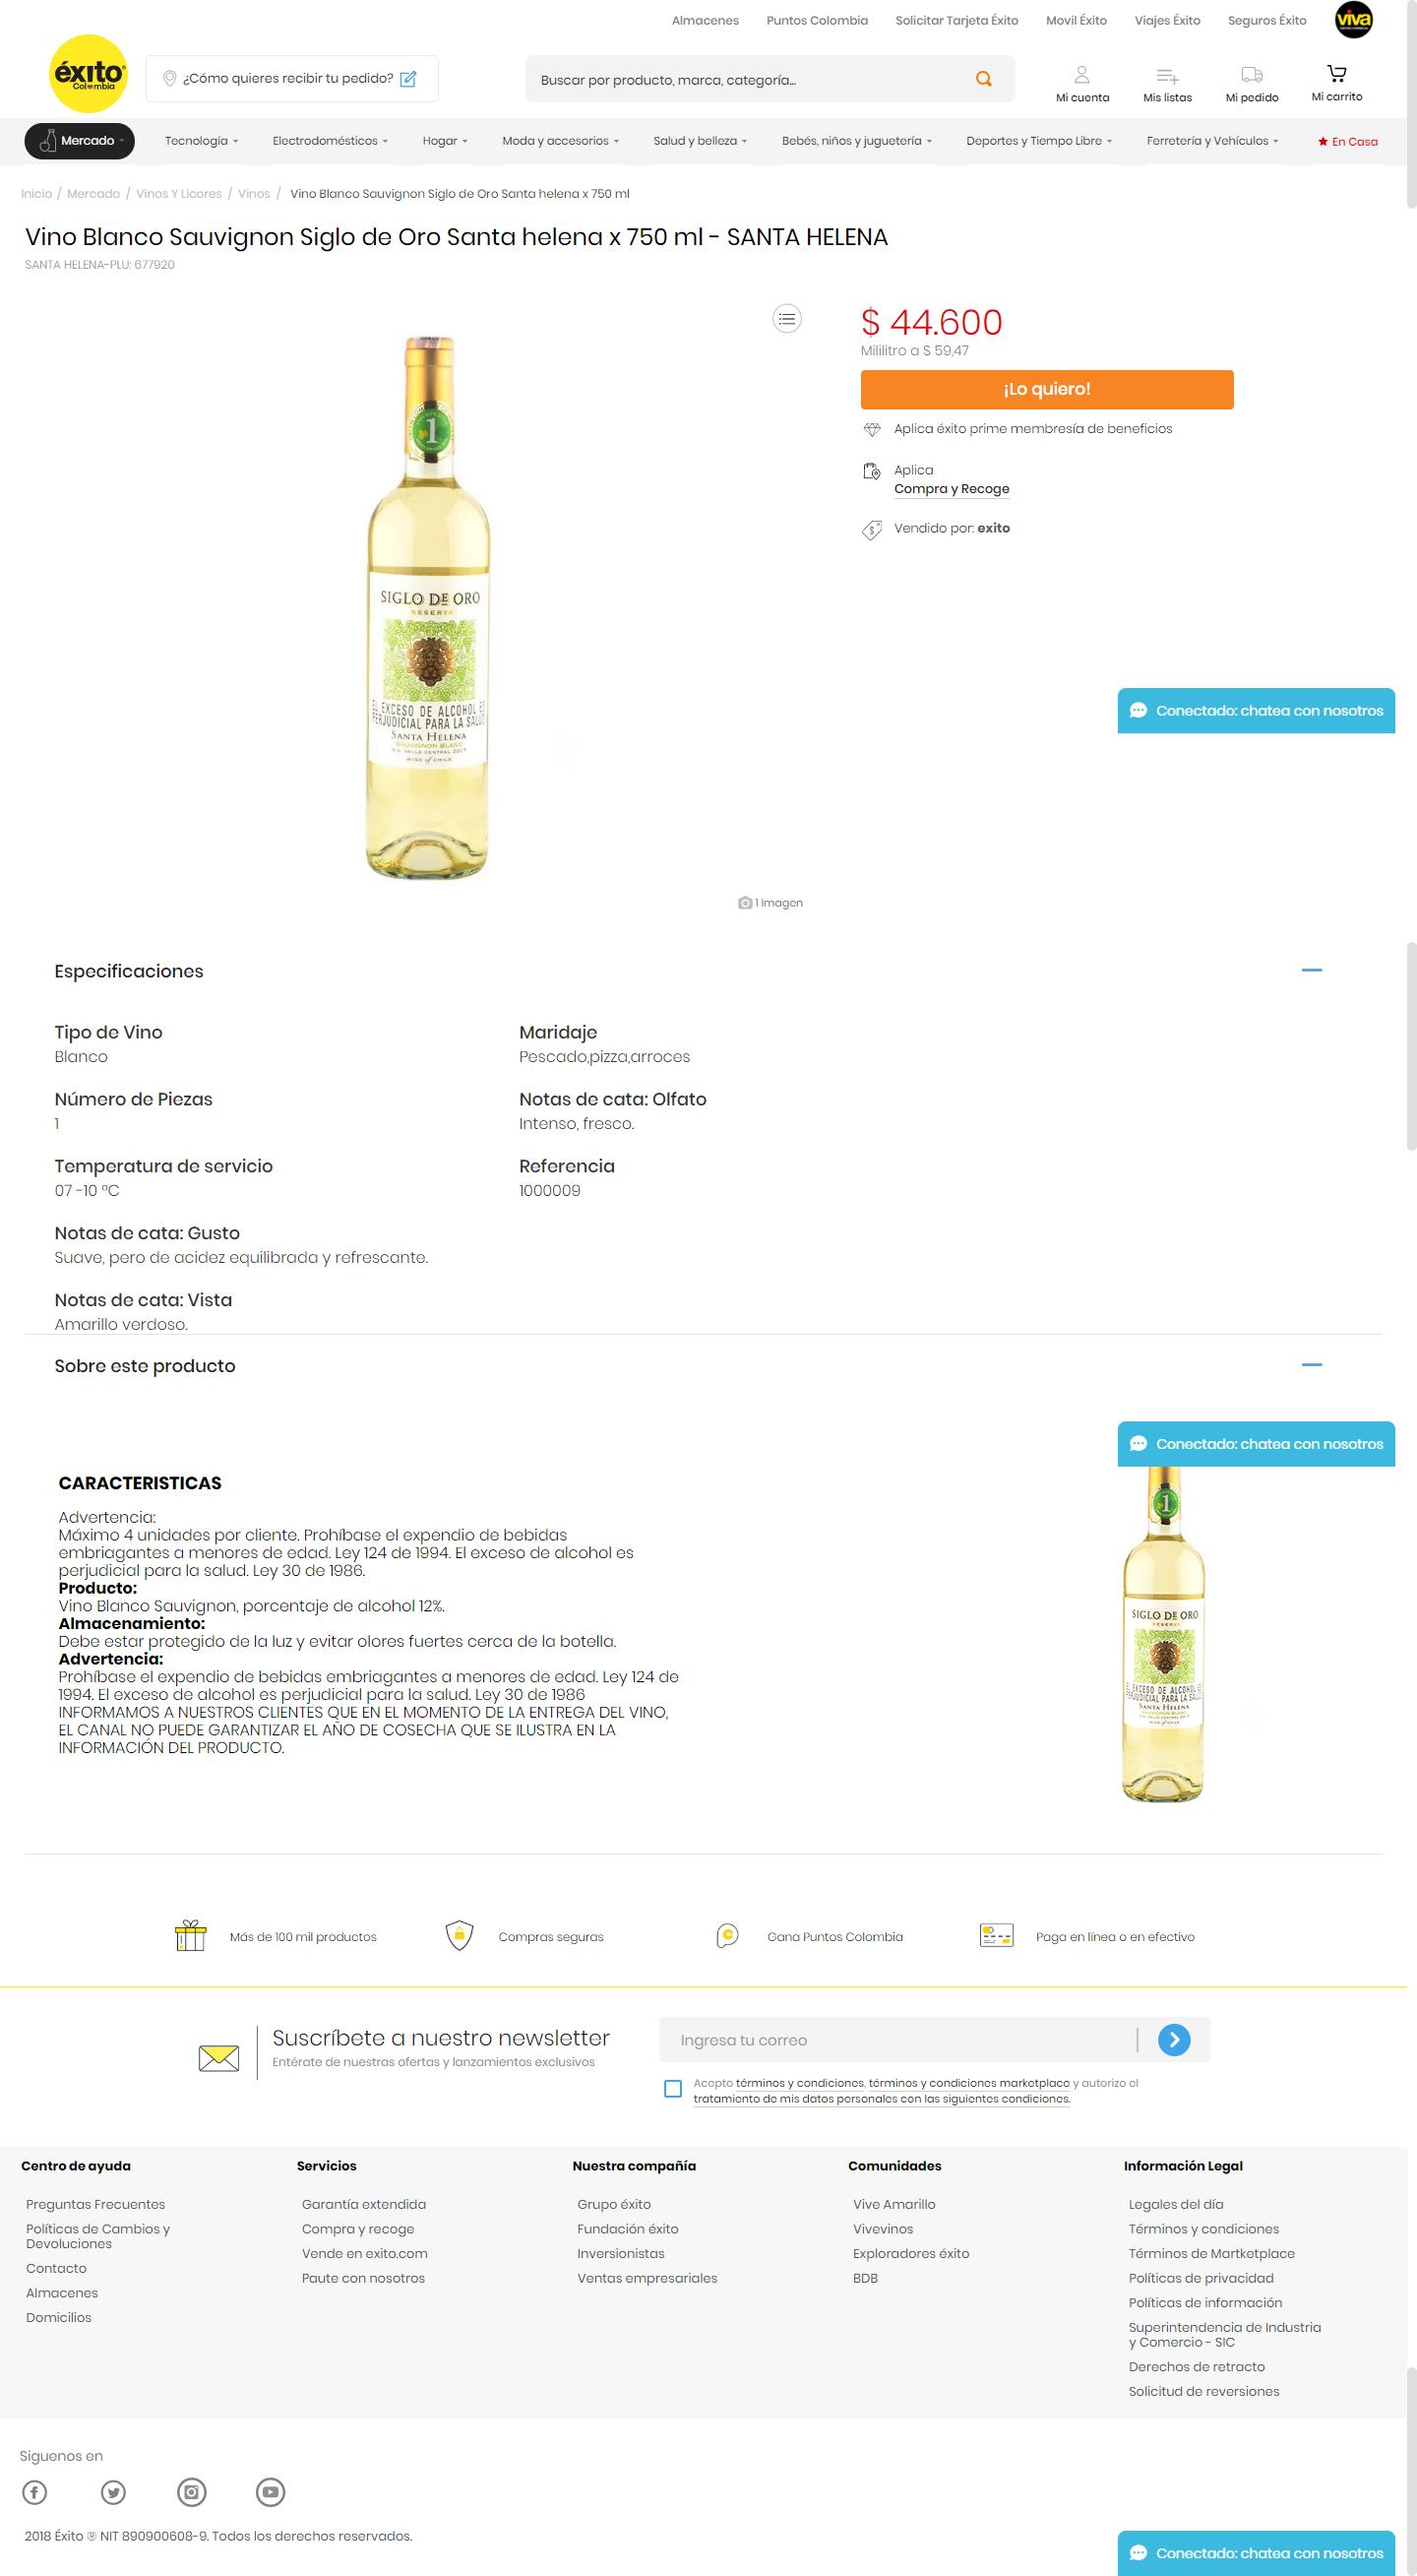 Almacenes Puntos Colombia Solicitar Tarjeta Éxito Movil Éxito Viajes Éxito Seguros Éxito viva
éxito
Colombia
¿Cómo quieres recibir tu pedido?
Buscar por producto, marca, categoría...
Mi cuenta Mis listas Mi pedido Mi carrito
Mercado Tecnología Electrodomésticos Hogar Moda y accesorios Salud y belleza Bebés, niños y juguetería Deportes y Tiempo Libre Ferretería y Vehículos En Casa
Inicio / Mercado / Vinos Y Licores / Vinos / Vino Blanco Sauvignon Siglo de Oro Santa helena x 750 ml
Vino Blanco Sauvignon Siglo de Oro Santa helena x 750 ml - SANTA HELENA
SANTA HELENA-PLU: 677920
1
SIGLO DE ORO
RESERVA
EL EXCESO DE ALCOHOL ES
PERJUDICIAL PARA LA SALUD
SANTA HELENA
SAUVIGNON BLANC
D.O. VALLE CENTRAL 2017
WINE of CHILE
1 Imagen
$ 44.600
Mililitro a $ 59,47
¡Lo quiero!
Aplica éxito prime membresía de beneficios
Aplica
Compra y Recoge
Vendido por: exito
Conectado: chatea con nosotros
Especificaciones
Tipo de Vino
Blanco
Número de Piezas
1
Temperatura de servicio
07 -10 °C
Notas de cata: Gusto
Suave, pero de acidez equilibrada y refrescante.
Notas de cata: Vista
Amarillo verdoso.
Maridaje
Pescado,pizza,arroces
Notas de cata: Olfato
Intenso, fresco.
Referencia
1000009
Sobre este producto
Conectado: chatea con nosotros
CARACTERISTICAS
Advertencia:
Máximo 4 unidades por cliente. Prohíbase el expendio de bebidas
embriagantes a menores de edad. Ley 124 de 1994. El exceso de alcohol es
perjudicial para la salud. Ley 30 de 1986.
Producto:
Vino Blanco Sauvignon, porcentaje de alcohol 12%.
Almacenamiento:
Debe estar protegido de la luz y evitar olores fuertes cerca de la botella.
Advertencia:
Prohíbase el expendio de bebidas embriagantes a menores de edad. Ley 124 de
1994. El exceso de alcohol es perjudicial para la salud. Ley 30 de 1986
INFORMAMOS A NUESTROS CLIENTES QUE EN EL MOMENTO DE LA ENTREGA DEL VINO,
EL CANAL NO PUEDE GARANTIZAR EL AÑO DE COSECHA QUE SE ILUSTRA EN LA
INFORMACIÓN DEL PRODUCTO.
1
SIGLO DE ORO
RESERVA
EL EXCESO DE ALCOHOL ES
PERJUDICIAL PARA LA SALUD
SANTA HELENA
WINE of CHILE
Más de 100 mil productos
Compras seguras
Gana Puntos Colombia
Paga en línea o en efectivo
Suscríbete a nuestro newsletter
Entérate de nuestras ofertas y lanzamientos exclusivos
Ingresa tu correo
Acepto términos y condiciones, términos y condiciones marketplace y autorizo el
tratamiento de mis datos personales con las siguientes condiciones.
Centro de ayuda
Preguntas Frecuentes
Políticas de Cambios y
Devoluciones
Contacto
Almacenes
Domicilios
Servicios
Garantía extendida
Compra y recoge
Vende en exito.com
Paute con nosotros
Nuestra compañía
Grupo éxito
Fundación éxito
Inversionistas
Ventas empresariales
Comunidades
Vive Amarillo
Vivevinos
Exploradores éxito
BDB
Información Legal
Legales del día
Términos y condiciones
Términos de Martketplace
Políticas de privacidad
Políticas de información
Superintendencia de Industria
y Comercio - SIC
Derechos de retracto
Solicitud de reversiones
Siguenos en
2018 Éxito ® NIT 890900608-9. Todos los derechos reservados.
Conectado: chatea con nosotros